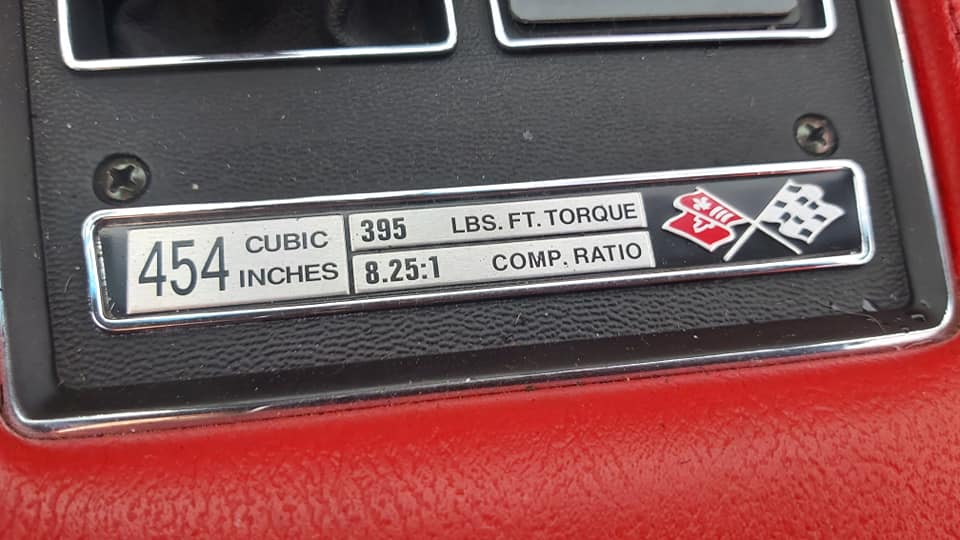 454 CUBIC INCHES
395 LBS. FT. TORQUE
8.25:1 COMP. RATIO